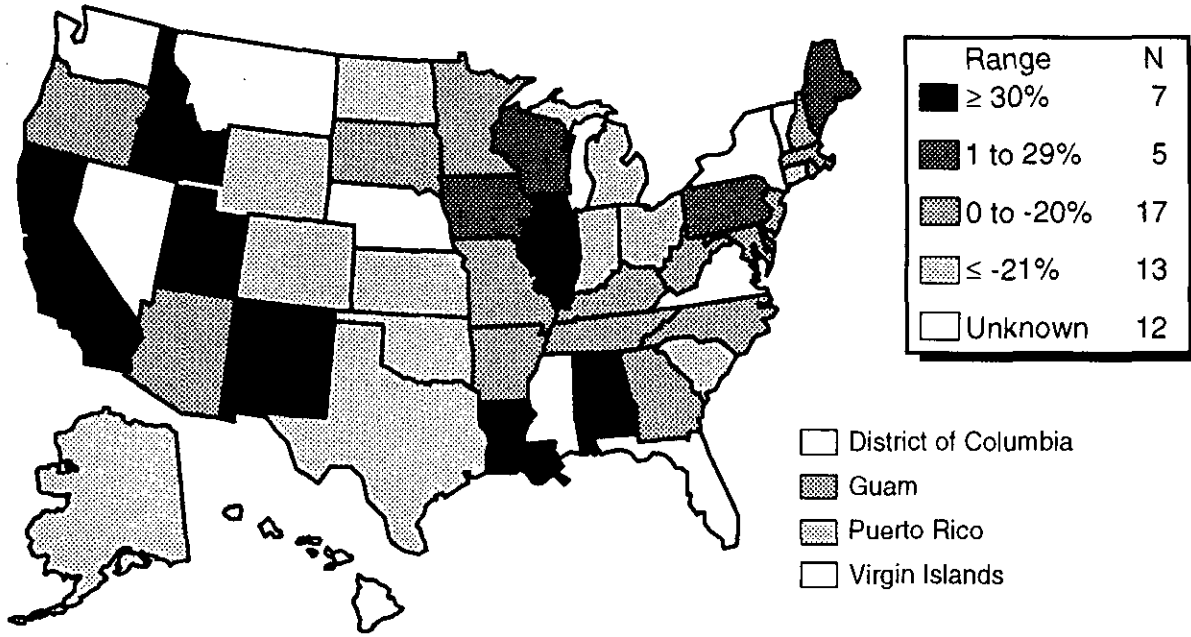 Range N
≥ 30% 7
1 to 29% 5
0 to -20% 17
≤ -21% 13
Unknown 12
District of Columbia
Guam
Puerto Rico
Virgin Islands